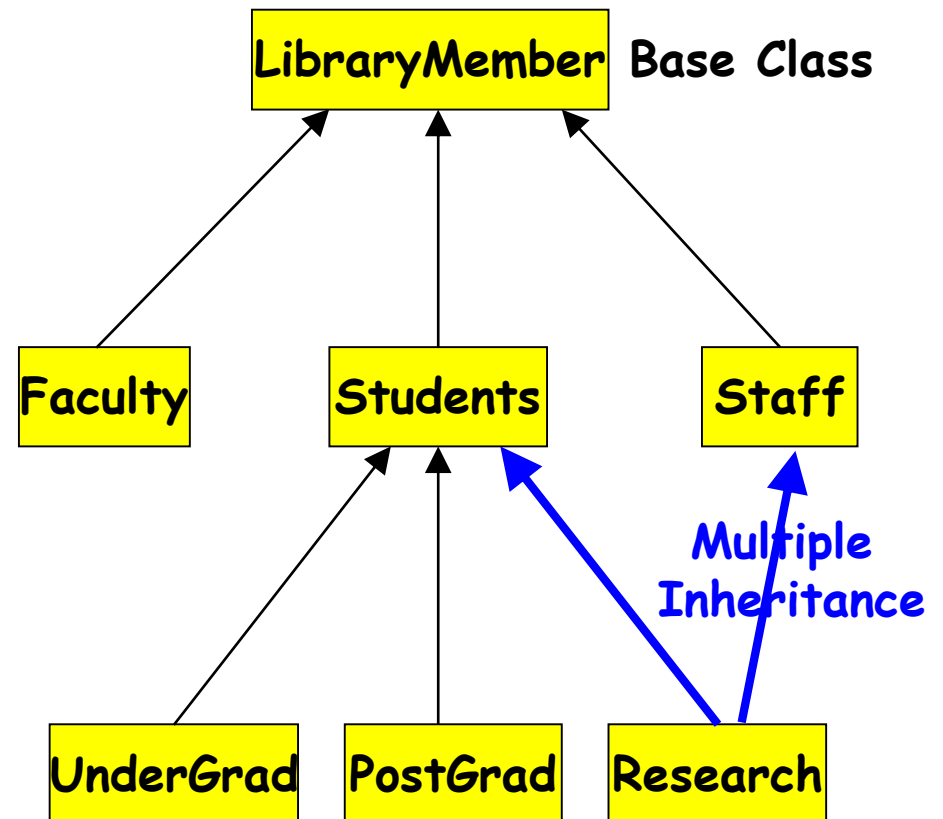 LibraryMember Base Class
Faculty Students Staff
Multiple
Inheritance
UnderGrad PostGrad Research